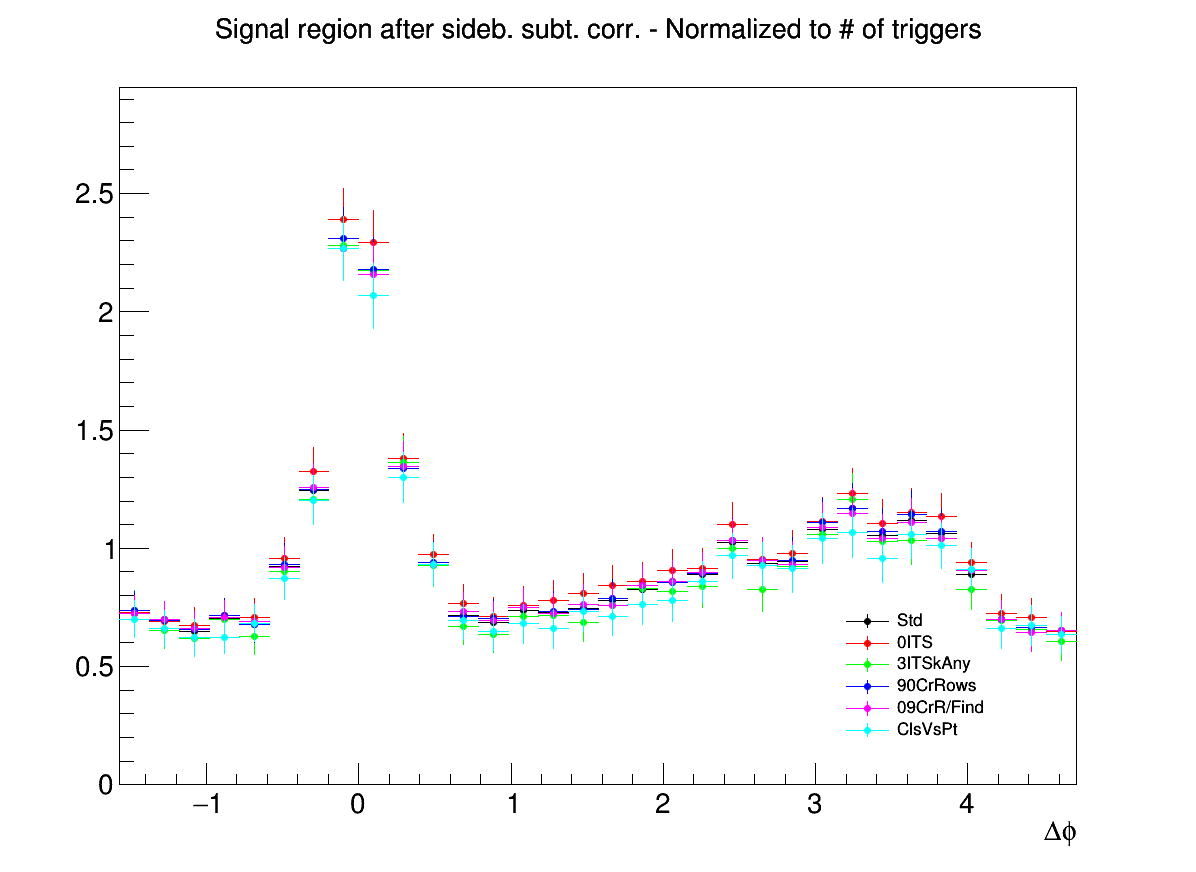 Signal region after sideb. subt. corr. - Normalized to # of triggers
2.5
2
1.5
1
0.5
0
−1 0 1 2 3 4
Δϕ
Std
0ITS
3ITSkAny
90CrRows
09CrR/Find
ClsVsPt